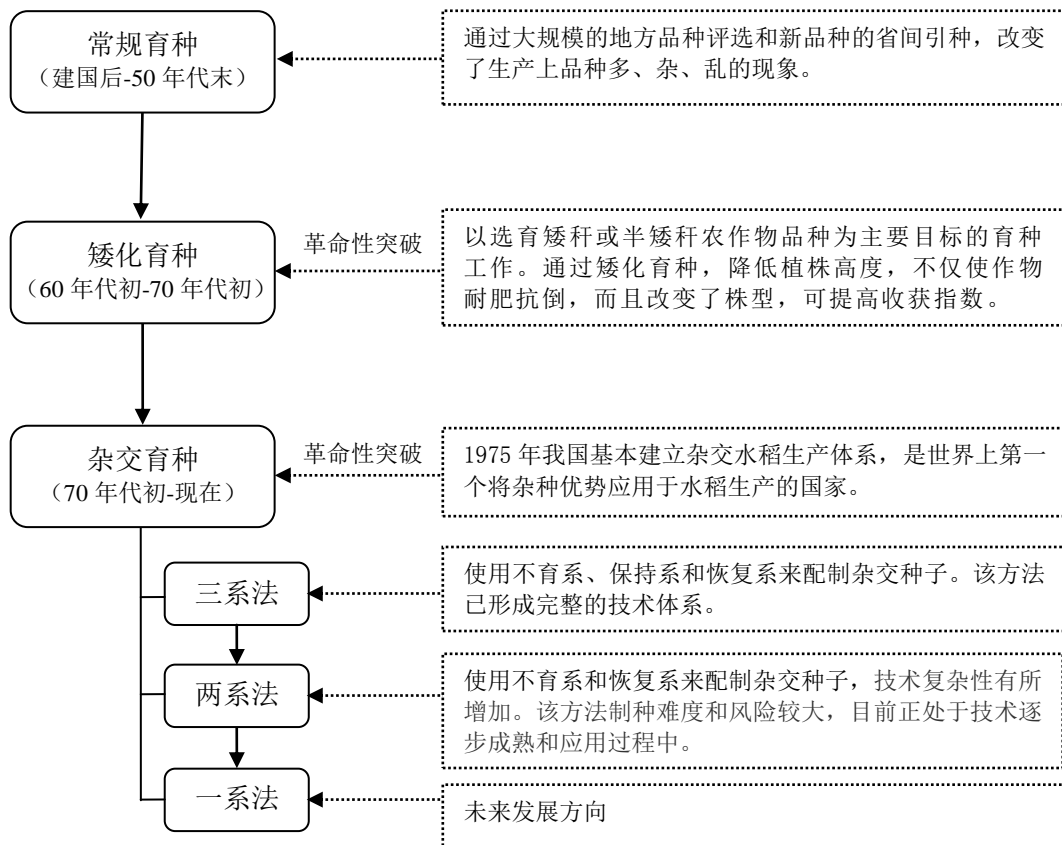 常规育种
（建国后-50 年代末）
通过大规模的地方品种评选和新品种的省间引种，改变
了生产上品种多、杂、乱的现象。
矮化育种
（60 年代初-70 年代初）
革命性突破
以选育矮秆或半矮秆农作物品种为主要目标的育种
工作。通过矮化育种，降低植株高度，不仅使作物
耐肥抗倒，而且改变了株型，可提高收获指数。
杂交育种
（70 年代初-现在）
革命性突破
1975 年我国基本建立杂交水稻生产体系，是世界上第一
个将杂种优势应用于水稻生产的国家。
三系法
使用不育系、保持系和恢复系来配制杂交种子。该方法
已形成完整的技术体系。
两系法
使用不育系和恢复系来配制杂交种子，技术复杂性有所
增加。该方法制种难度和风险较大，目前正处于技术逐
步成熟和应用过程中。
一系法
未来发展方向